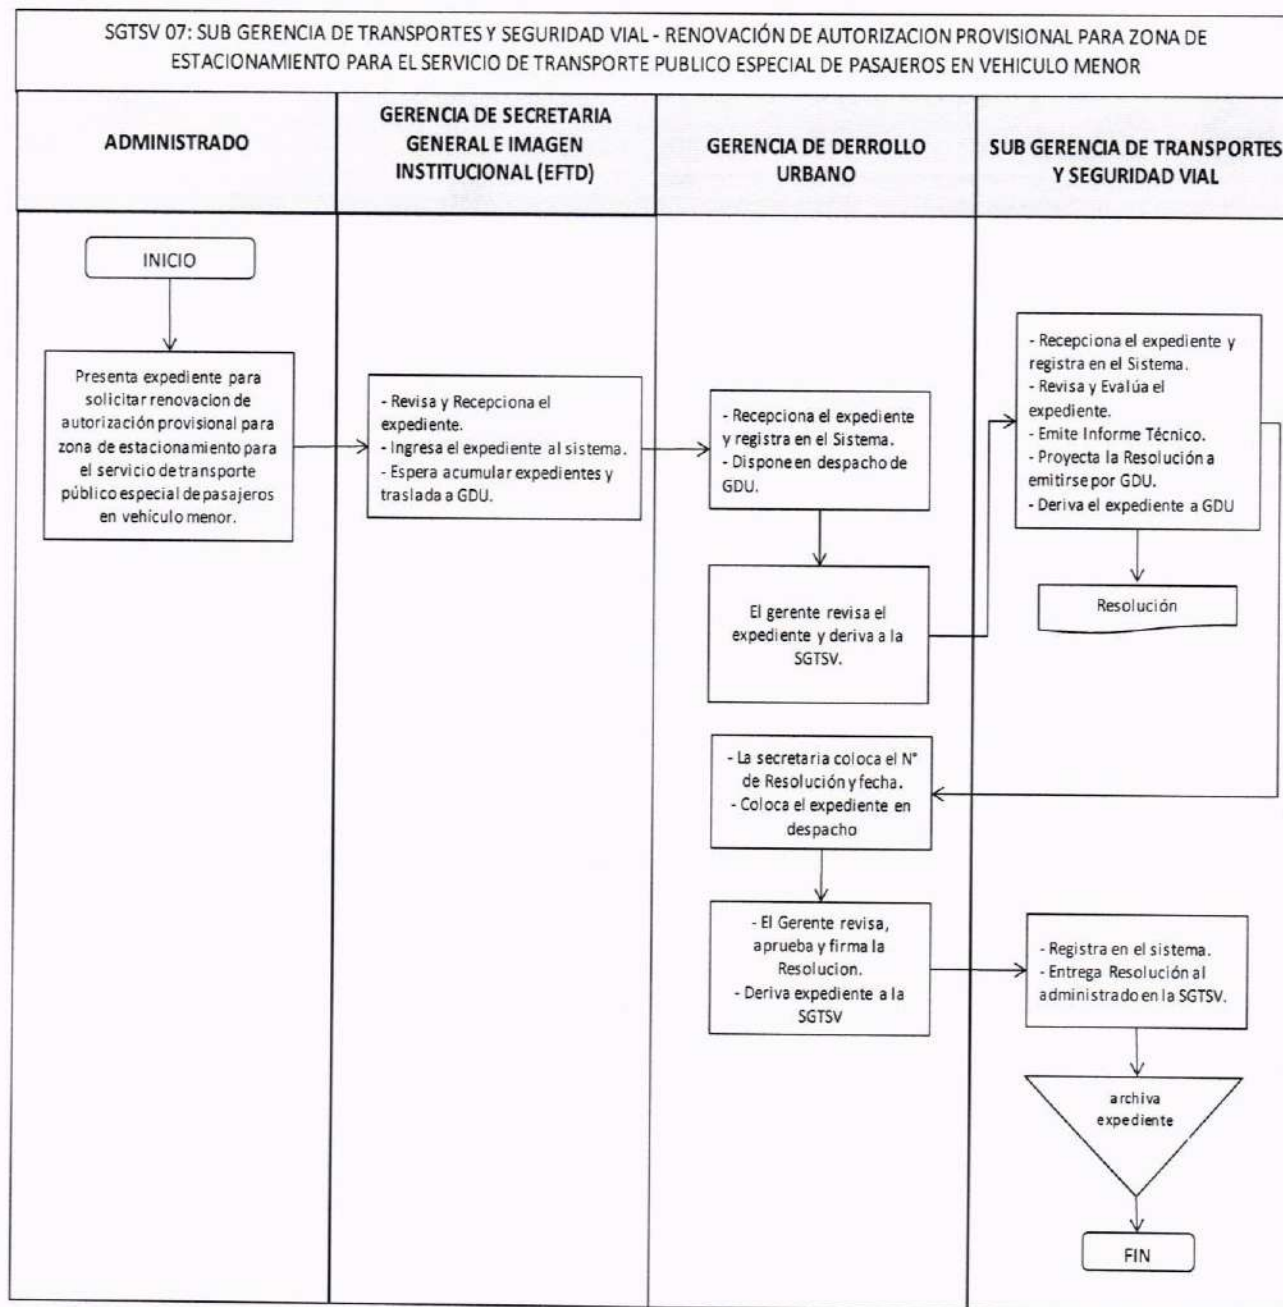 SGTSV 07: SUB GERENCIA DE TRANSPORTES Y SEGURIDAD VIAL - RENOVACIÓN DE AUTORIZACION PROVISIONAL PARA ZONA DE
ESTACIONAMIENTO PARA EL SERVICIO DE TRANSPORTE PUBLICO ESPECIAL DE PASAJEROS EN VEHICULO MENOR
ADMINISTRADO
GERENCIA DE SECRETARIA
GENERAL E IMAGEN
INSTITUCIONAL (EFTD)
GERENCIA DE DERROLLO
URBANO
SUB GERENCIA DE TRANSPORTES
Y SEGURIDAD VIAL
INICIO
Presenta expediente para
solicitar renovacion de
autorización provisional para
zona de estacionamiento para
el servicio de transporte
público especial de pasajeros
en vehículo menor.
- Revisa y Recepciona el
expediente.
- Ingresa el expediente al sistema.
- Espera acumular expedientes y
traslada a GDU.
- Recepciona el expediente
y registra en el Sistema.
- Dispone en despacho de
GDU.
El gerente revisa el
expediente y deriva a la
SGTSV.
- Recepciona el expediente y
registra en el Sistema.
- Revisa y Evalúa el
expediente.
- Emite Informe Técnico.
- Proyecta la Resolución a
emitirse por GDU.
- Deriva el expediente a GDU
Resolución
- La secretaria coloca el N°
de Resolución y fecha.
- Coloca el expediente en
despacho
- El Gerente revisa,
aprueba y firma la
Resolucion.
- Deriva expediente a la
SGTSV
- Registra en el sistema.
- Entrega Resolución al
administrado en la SGTSV.
archiva
expediente
FIN